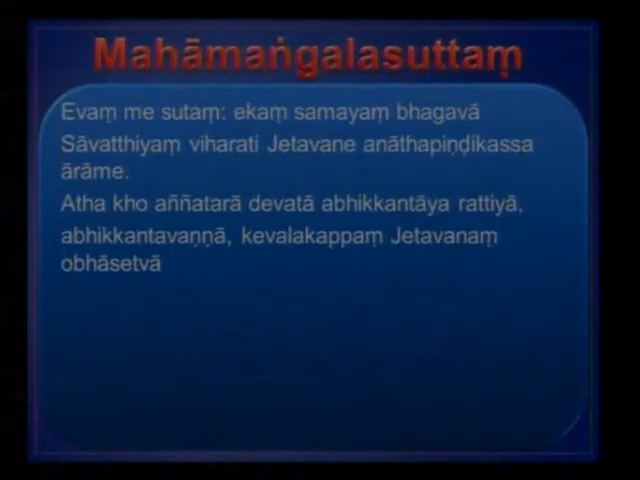 Mahāmaṅgalasuttaṃ
Evaṃ me sutaṃ: ekaṃ samayaṃ bhagavā
Sāvatthiyaṃ viharati Jetavane anāthapiṇḍikassa
ārāme.
Atha kho aññatarā devatā abhikkantāya rattiyā,
abhikkantavaṇṇā, kevalakappaṃ Jetavanaṃ
obhāsetvā